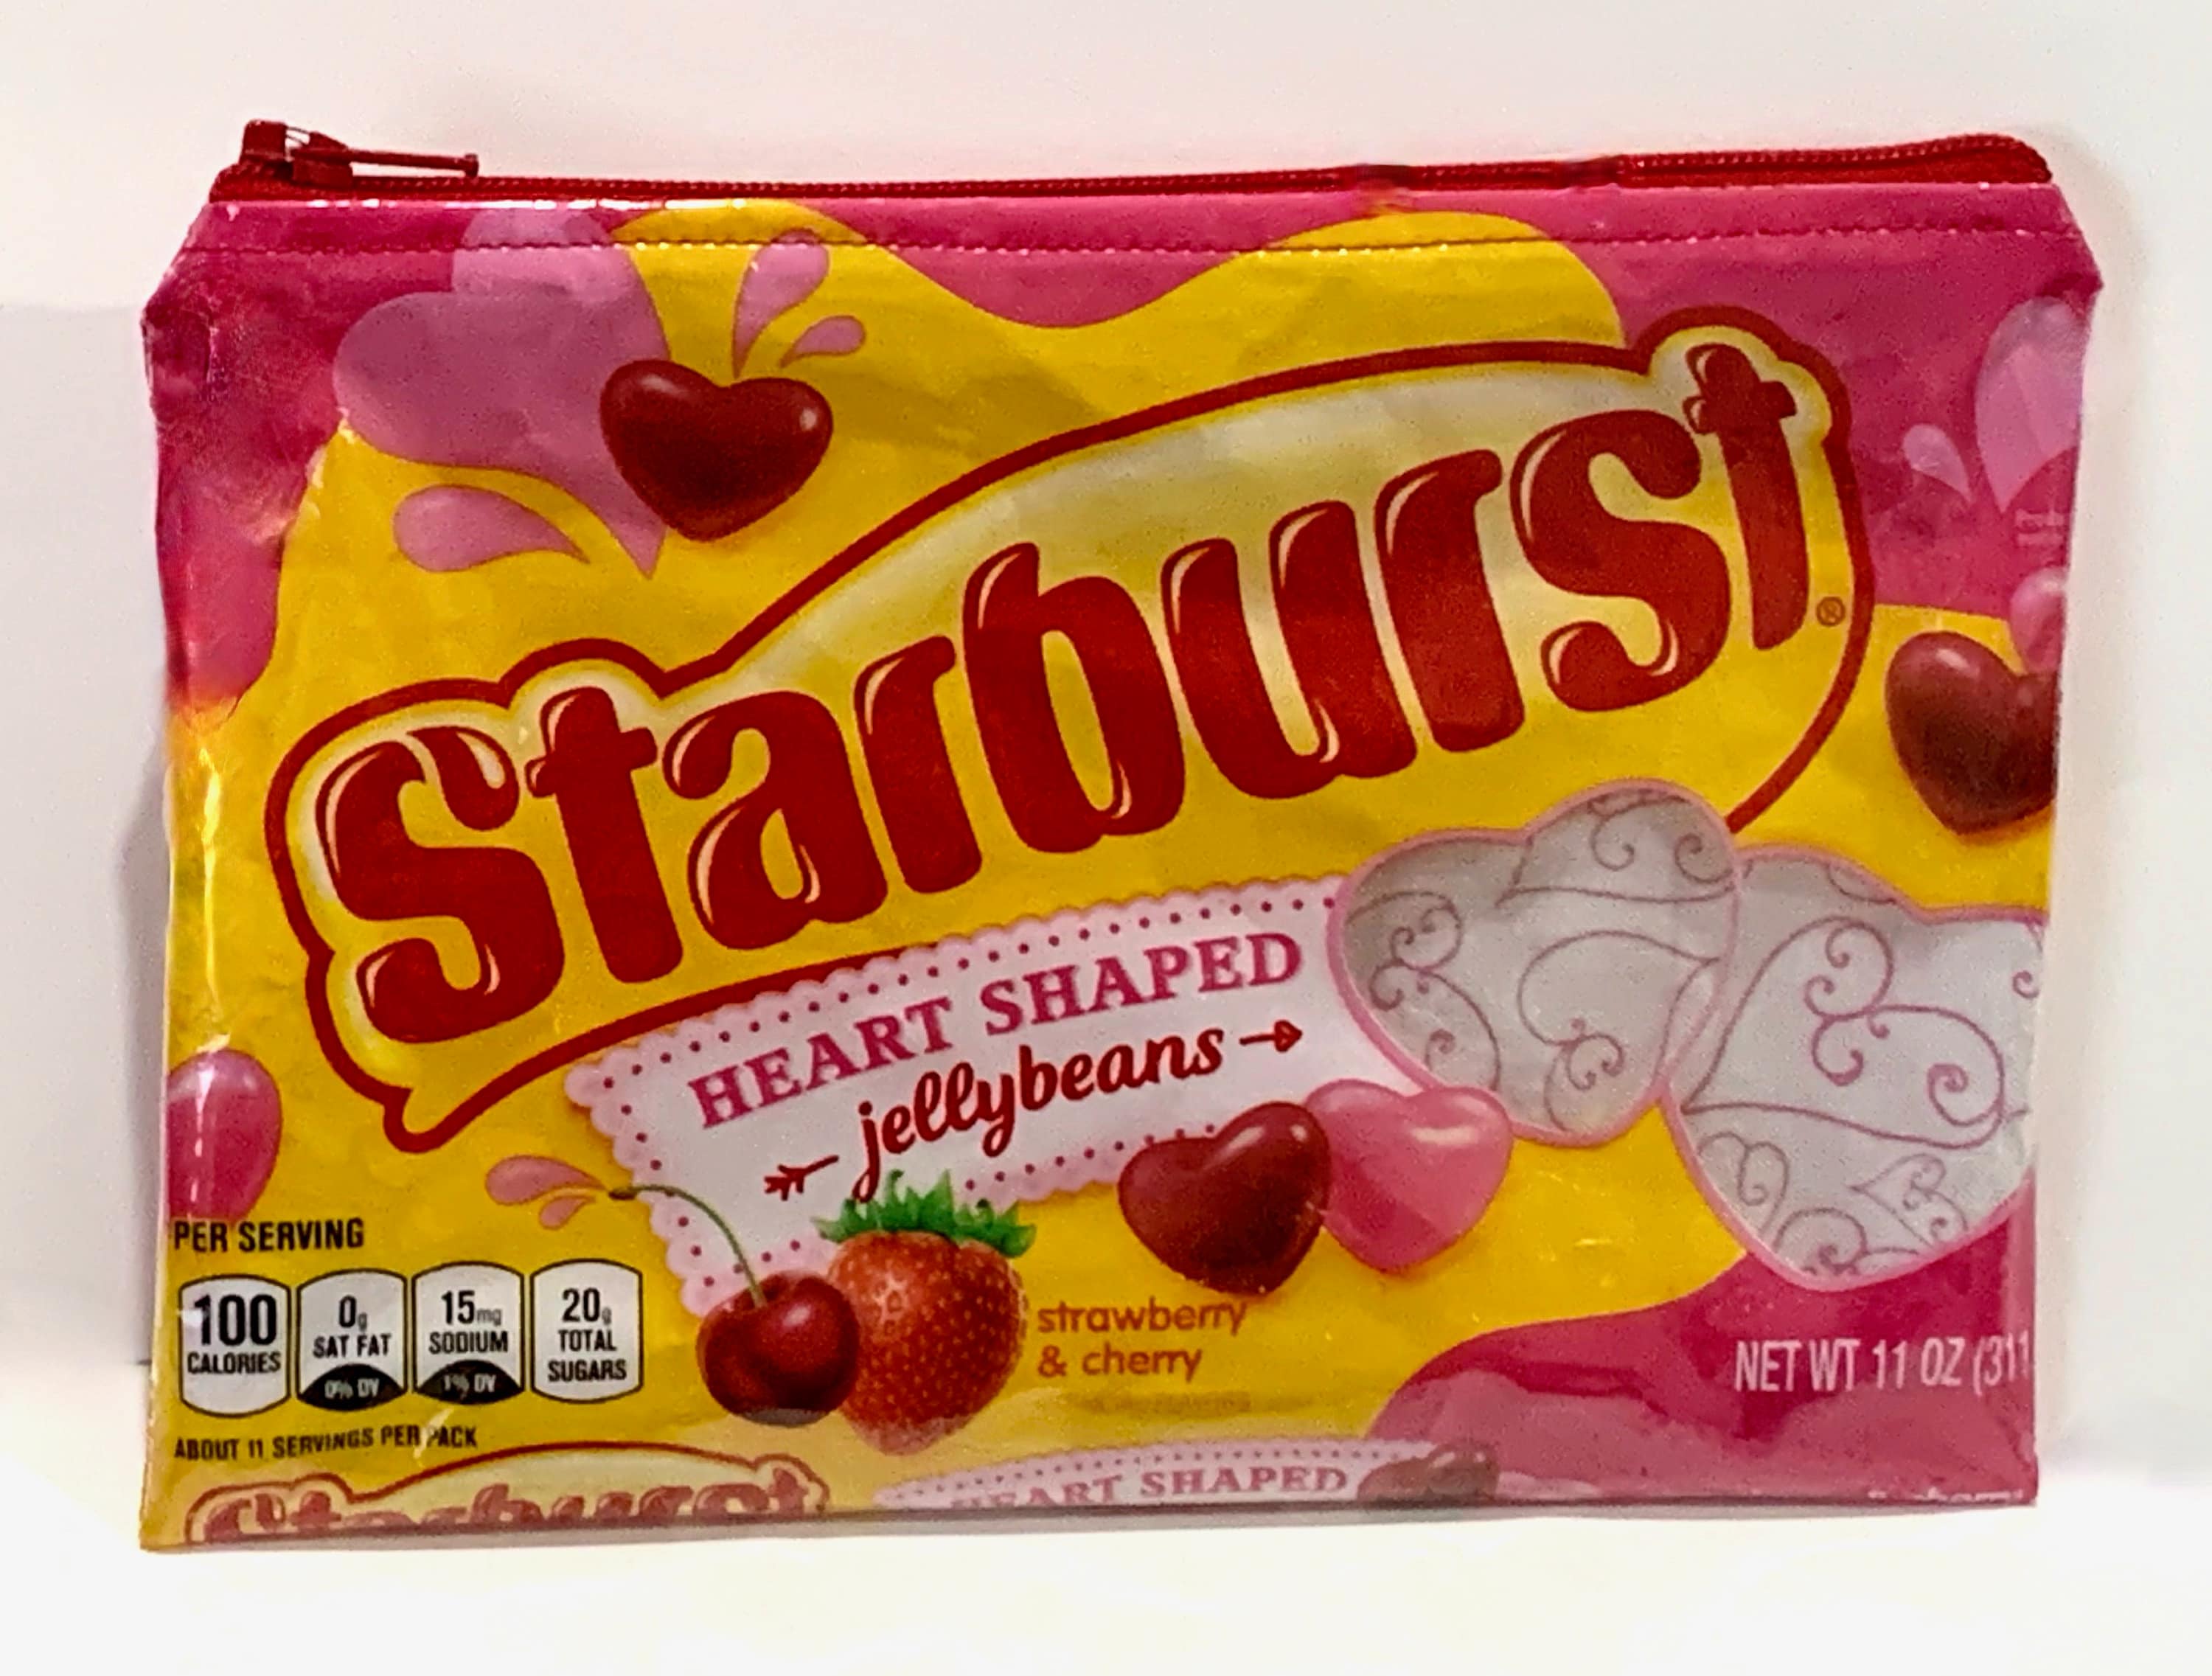 Starburst®
HEART SHAPED
jellybeans
PER SERVING
100
CALORIES
0g
SAT FAT
0% DV
15mg
SODIUM
1% DV
20g
TOTAL
SUGARS
strawberry
& cherry
NET WT 11 OZ (311
ABOUT 11 SERVINGS PER PACK
Starburst
HEART SHAPED